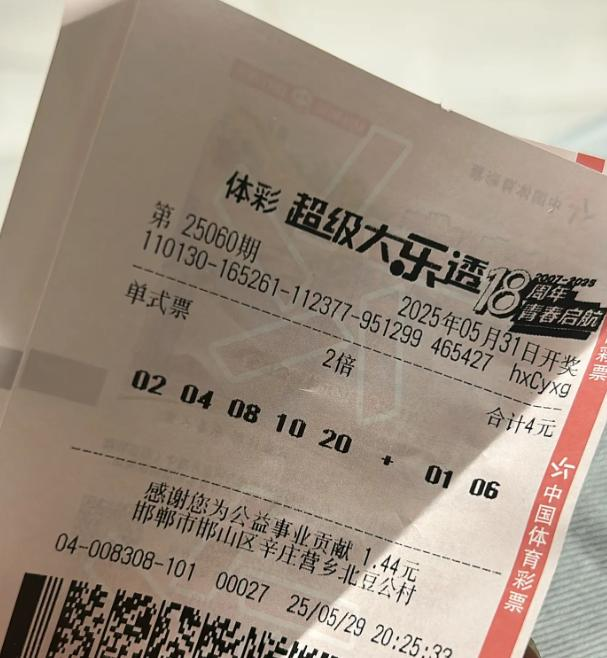 体彩 超级大乐透 18 2007-2025
周年
青春启航
第 25060期 2025年05月31日开奖
110130-165261-112377-951299 465427 hxCyxg
单式票 2倍 合计4元
02 04 08 10 20 + 01 06
感谢您为公益事业贡献 1.44元
邯郸市邯山区辛庄营乡北豆公村
04-008308-101 00027 25/05/29 20:25:33
中国体育彩票
彩票